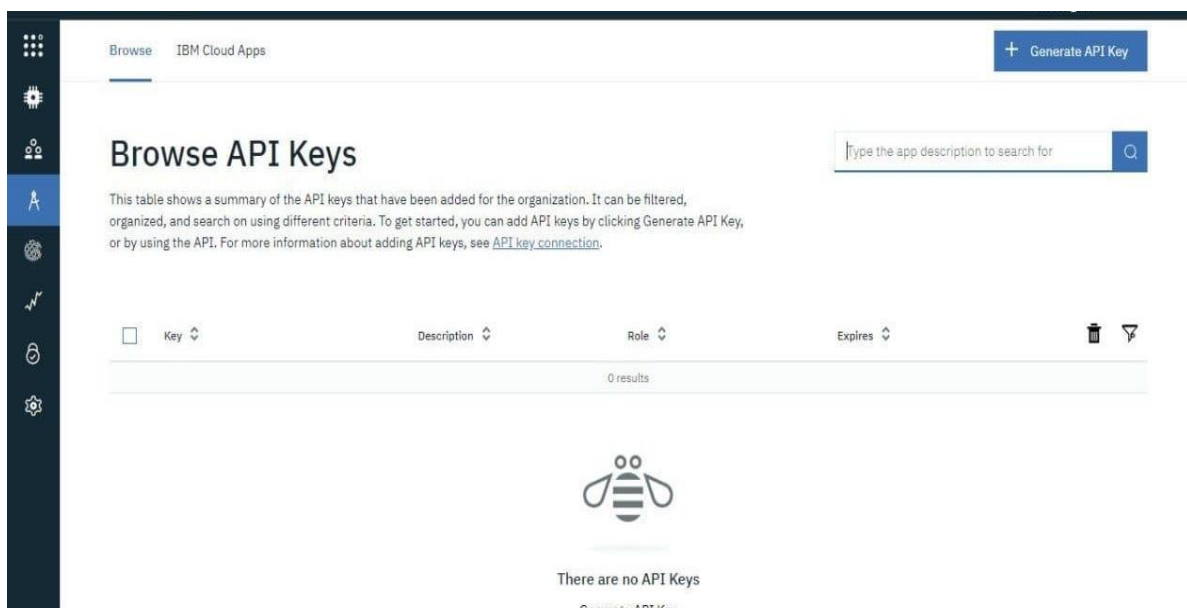 Browse IBM Cloud Apps
+ Generate API Key
Browse API Keys
Type the app description to search for
This table shows a summary of the API keys that have been added for the organization. It can be filtered,
organized, and search on using different criteria. To get started, you can add API keys by clicking Generate API Key,
or by using the API. For more information about adding API keys, see API key connection.
Key Description Role Expires
0 results
There are no API Keys
Generate API Key